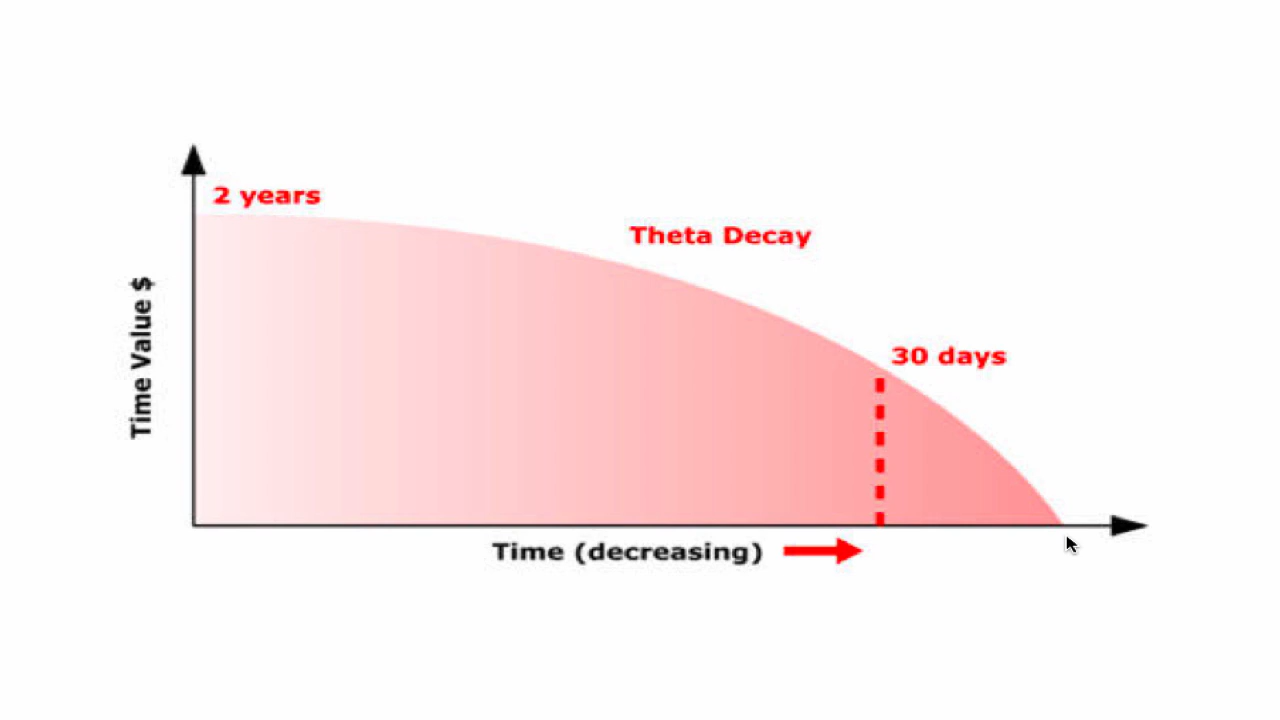 2 years
Theta Decay
Time Value $
30 days
Time (decreasing)